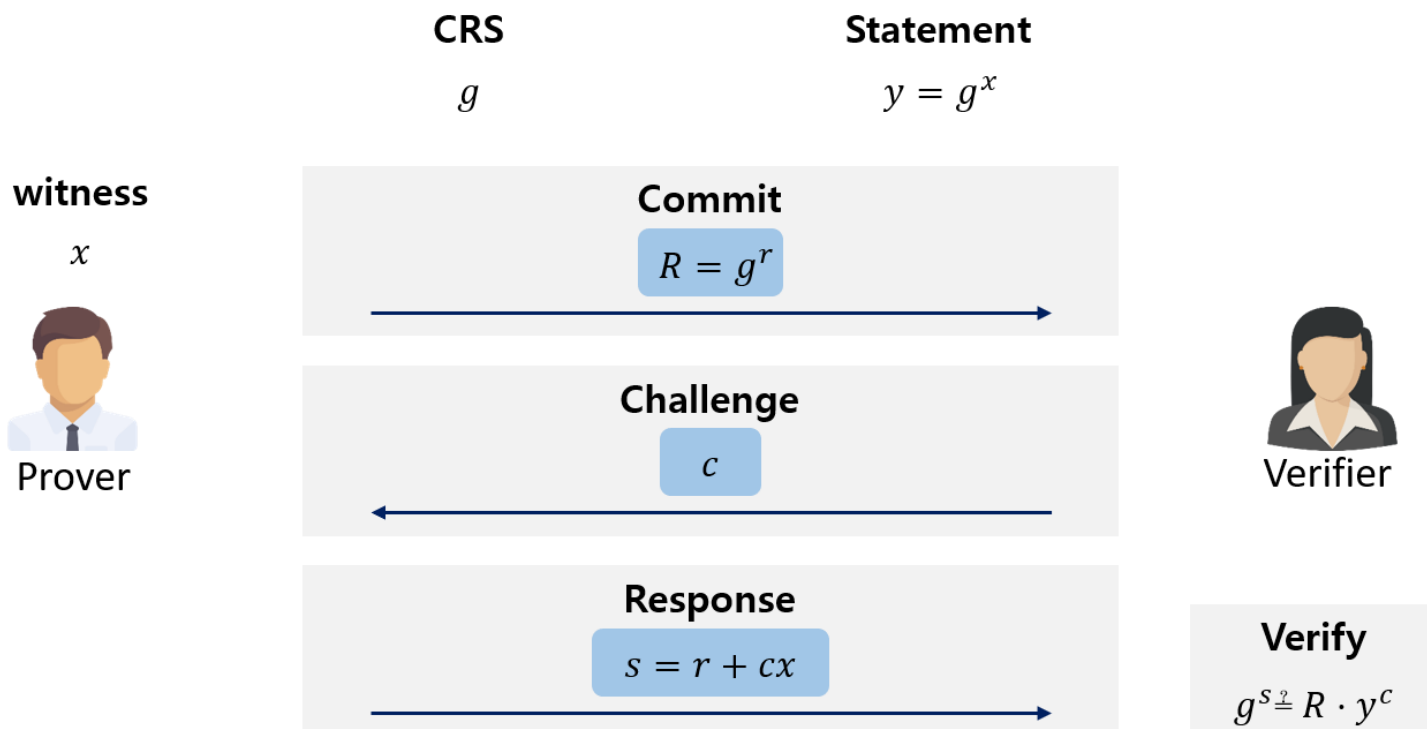 CRS
Statement
g
y = g^x
witness
x
Commit
R = g^r
Prover
Challenge
c
Verifier
Response
s = r + cx
Verify
g^s ≟ R · y^c